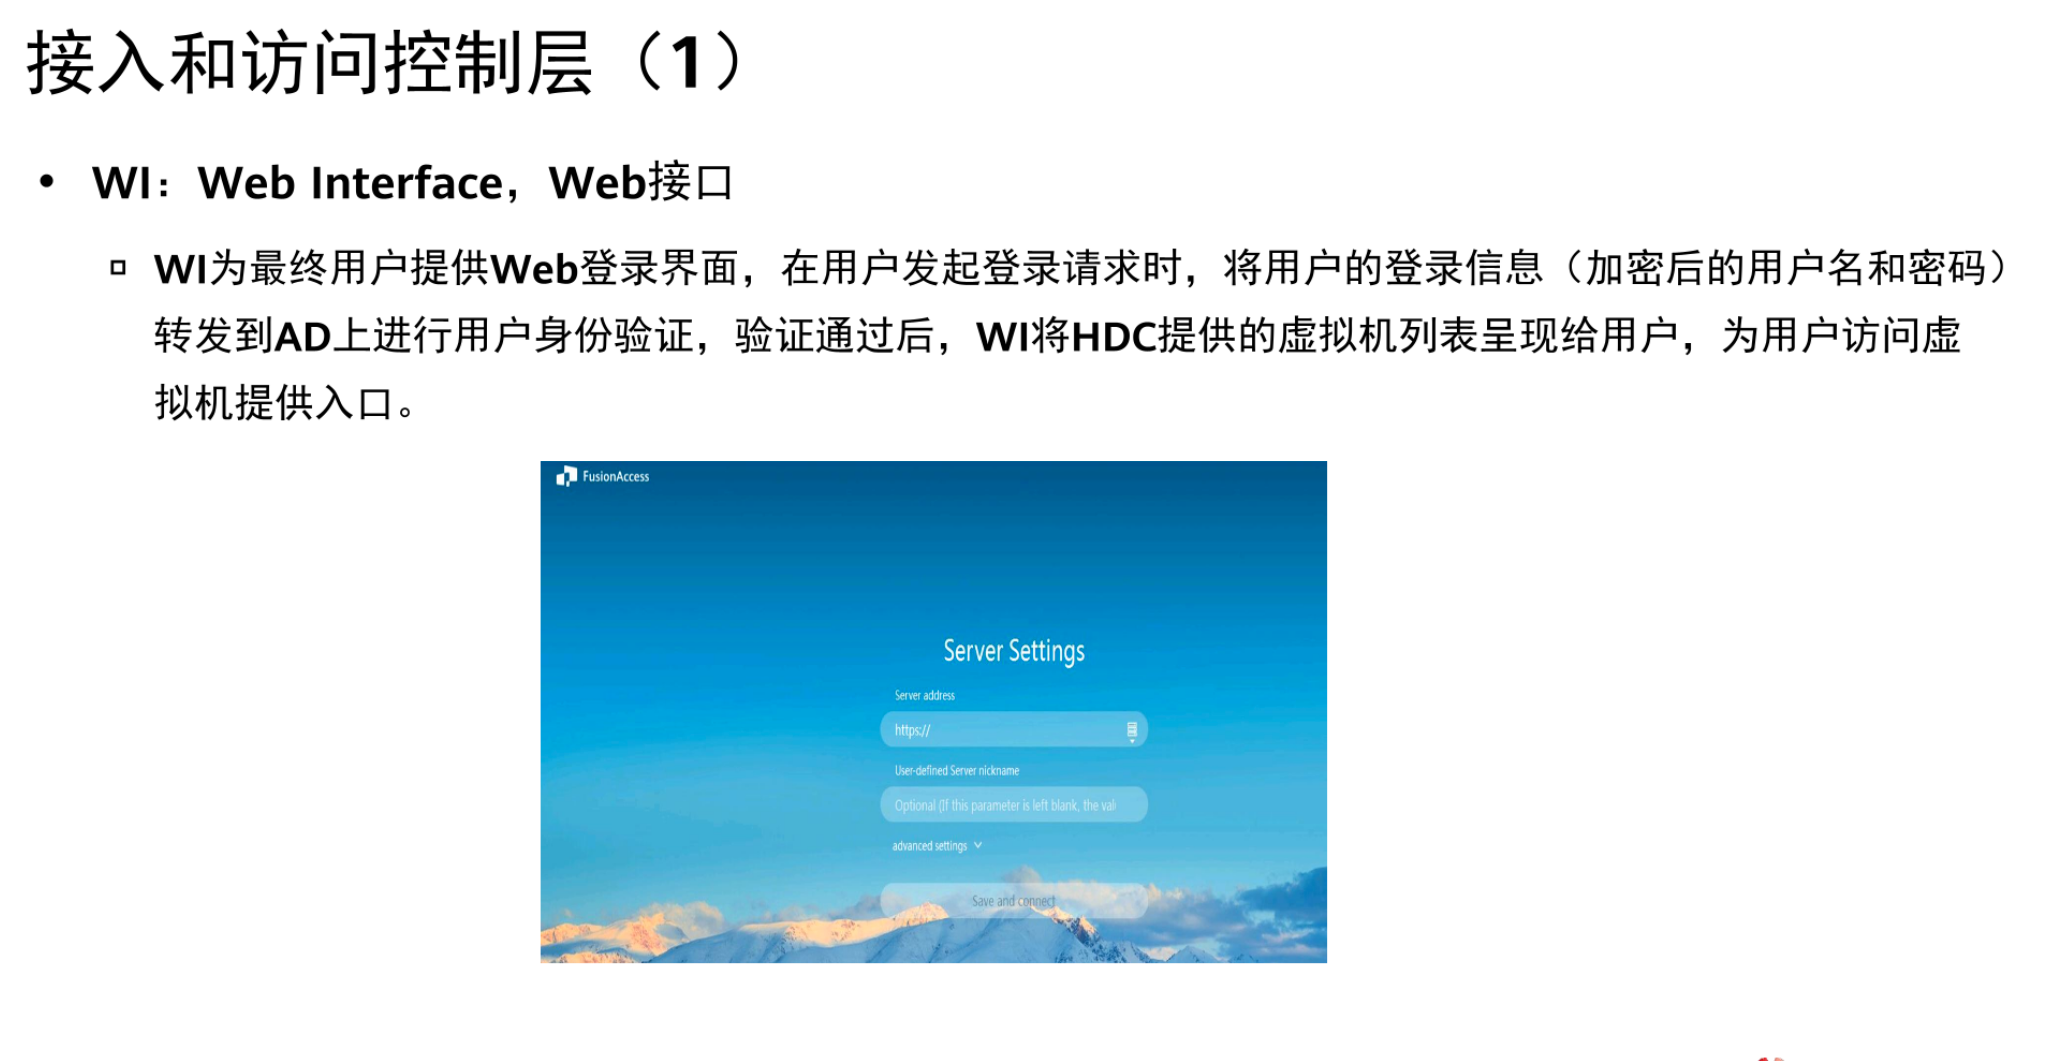 接入和访问控制层（1）
• WI：Web Interface，Web接口
▫ WI为最终用户提供Web登录界面，在用户发起登录请求时，将用户的登录信息（加密后的用户名和密码）
转发到AD上进行用户身份验证，验证通过后，WI将HDC提供的虚拟机列表呈现给用户，为用户访问虚
拟机提供入口。
FusionAccess
Server Settings
Server address
https://
User-defined Server nickname
Optional (If this parameter is left blank, the val
advanced settings
Save and connect